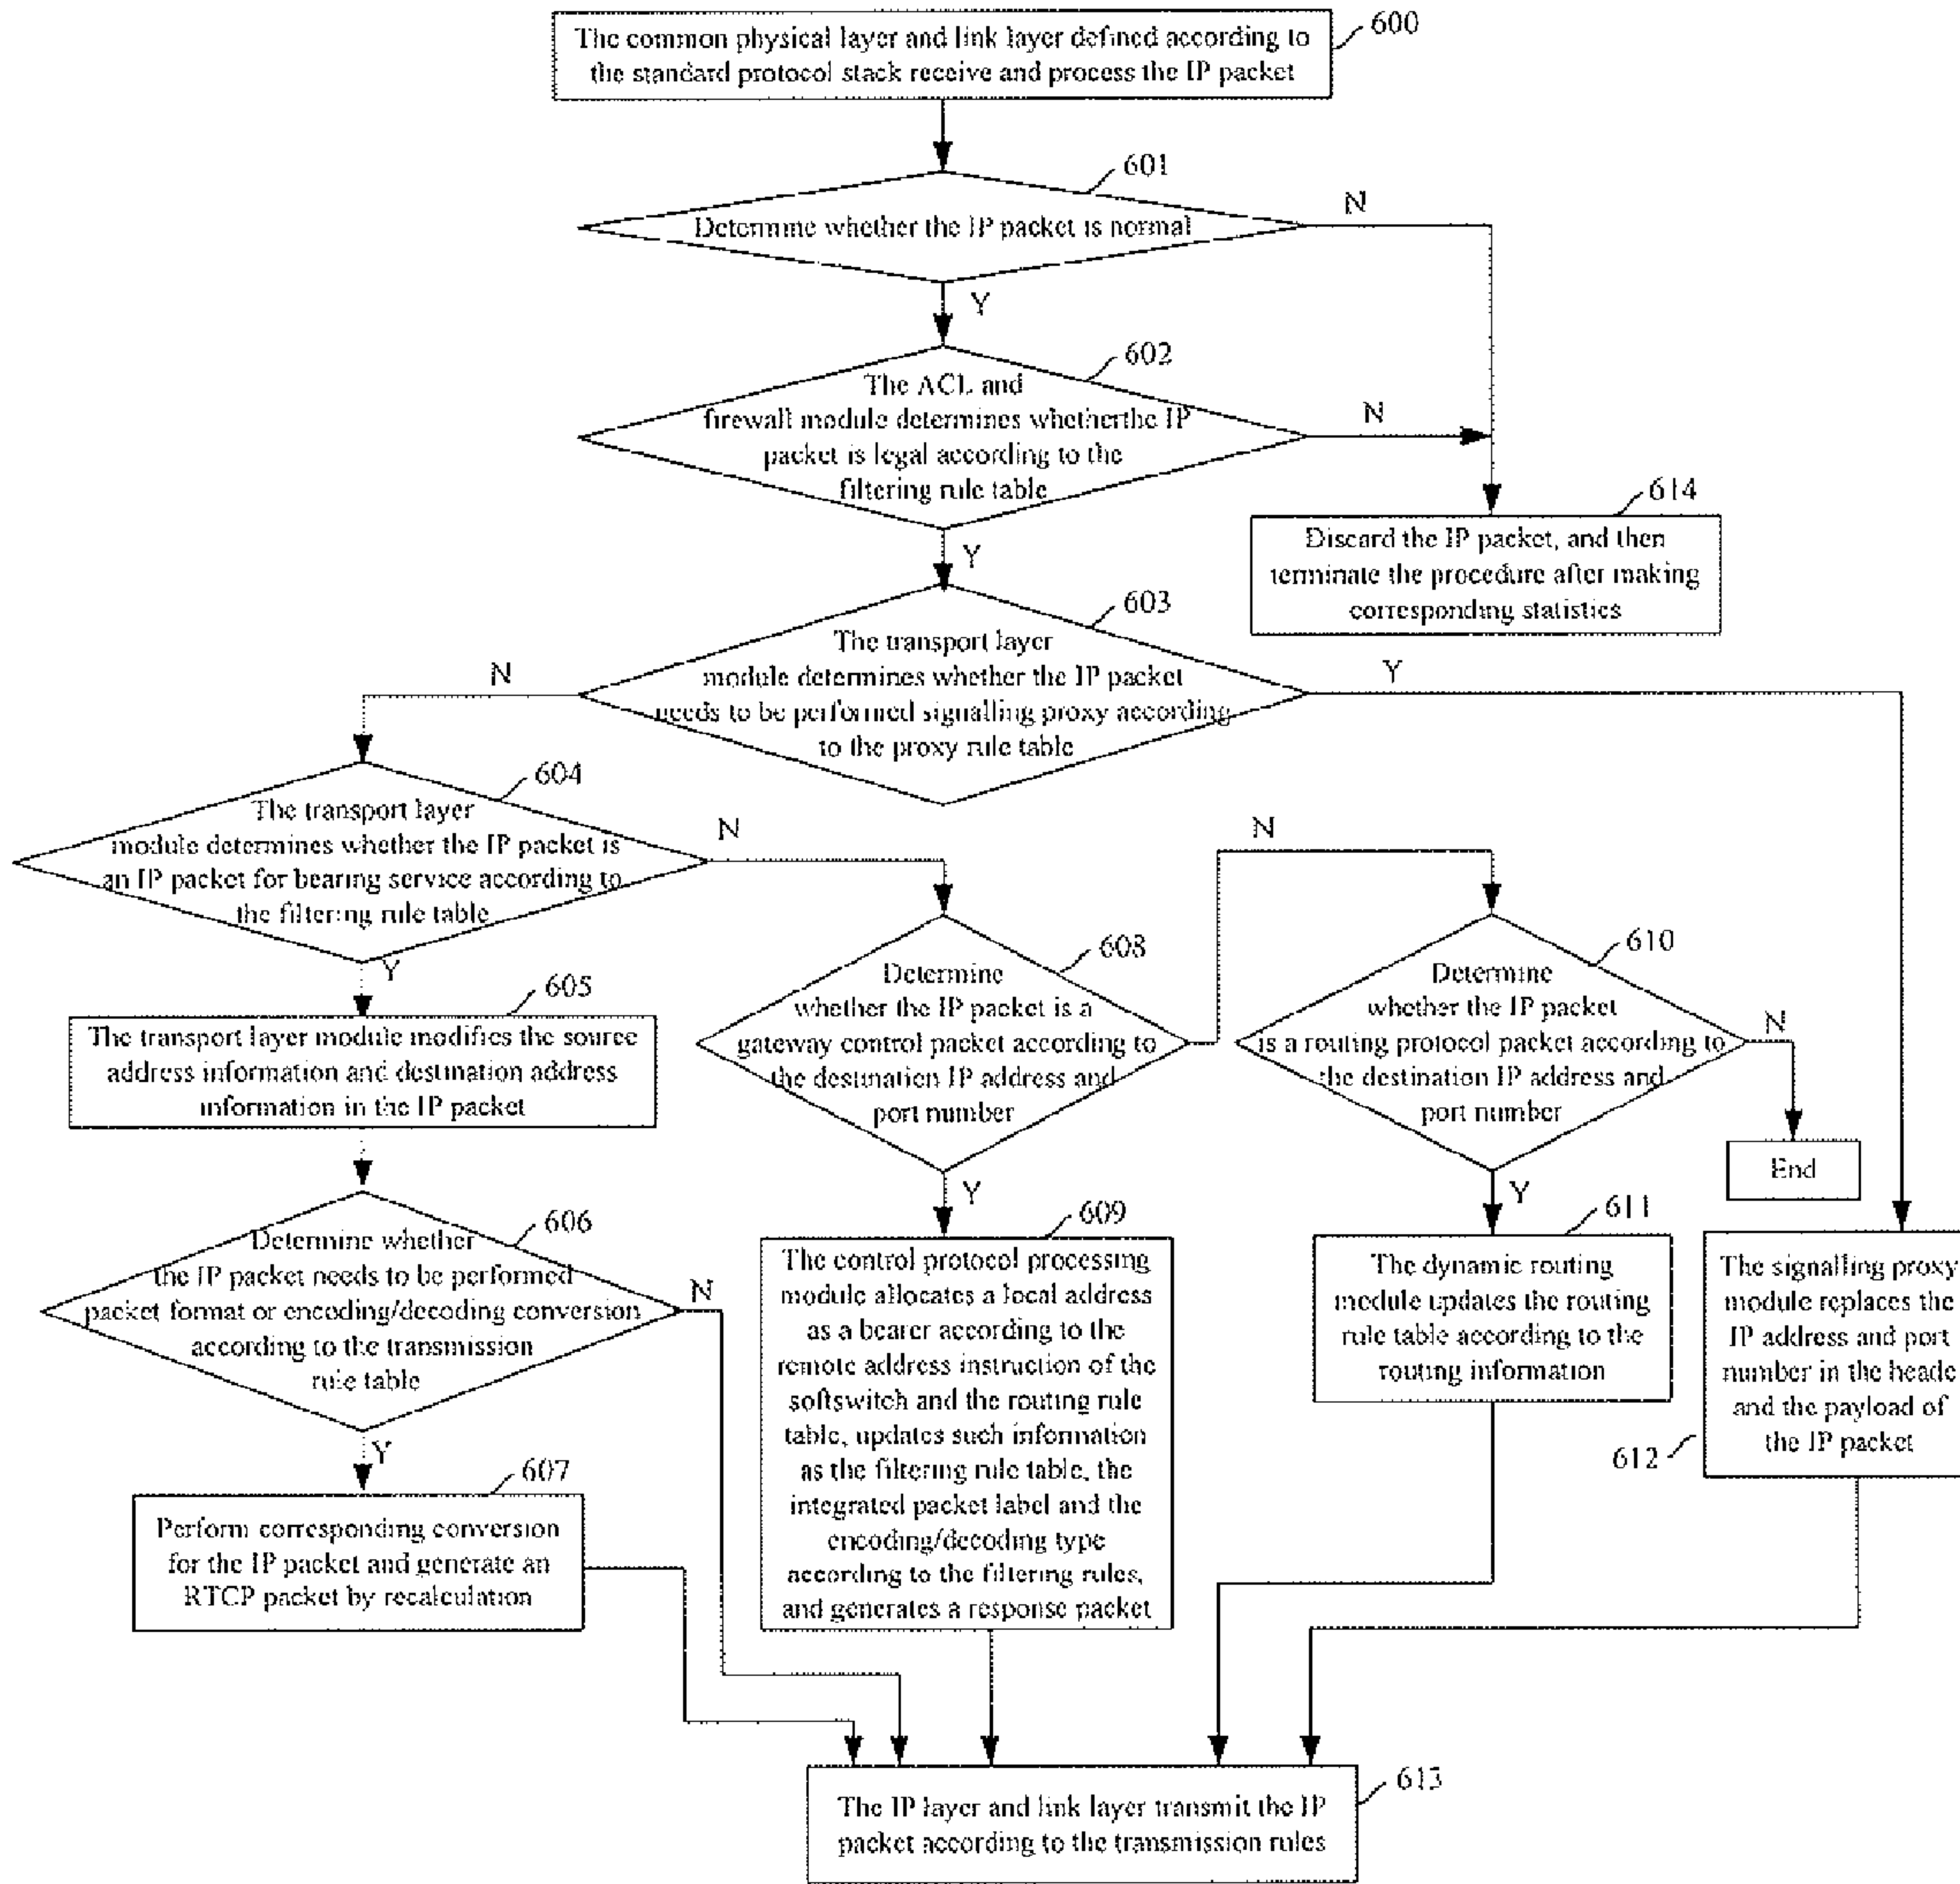 600
The common physical layer and link layer defined according to
the standard protocol stack receive and process the IP packet
601
Determine whether the IP packet is normal
N
Y
602
The ACL and
firewall module determines whetherthe IP
packet is legal according to the
filtering rule table
N
Y
614
Discard the IP packet, and then
terminate the procedure after making
corresponding statistics
603
The transport layer
module determines whether the IP packet
needs to be performed signalling proxy according
to the proxy rule table
N
Y
604
The transport layer
module determines whether the IP packet is
an IP packet for bearing service according to
the filtering rule table
N
Y
605
The transport layer module modifies the source
address information and destination address
information in the IP packet
608
Determine
whether the IP packet is a
gateway control packet according to
the destination IP address and
port number
N
Y
610
Determine
whether the IP packet
is a routing protocol packet according to
the destination IP address and
port number
N
Y
End
606
Determine whether
the IP packet needs to be performed
packet format or encoding/decoding conversion
according to the transmission
rule table
N
Y
607
Perform corresponding conversion
for the IP packet and generate an
RTCP packet by recalculation
609
The control protocol processing
module allocates a local address
as a bearer according to the
remote address instruction of the
softswitch and the routing rule
table, updates such information
as the filtering rule table, the
integrated packet label and the
encoding/decoding type
according to the filtering rules,
and generates a response packet
611
The dynamic routing
module updates the routing
rule table according to the
routing information
612
The signalling proxy
module replaces the
IP address and port
number in the heade
and the payload of
the IP packet
613
The IP layer and link layer transmit the IP
packet according to the transmission rules